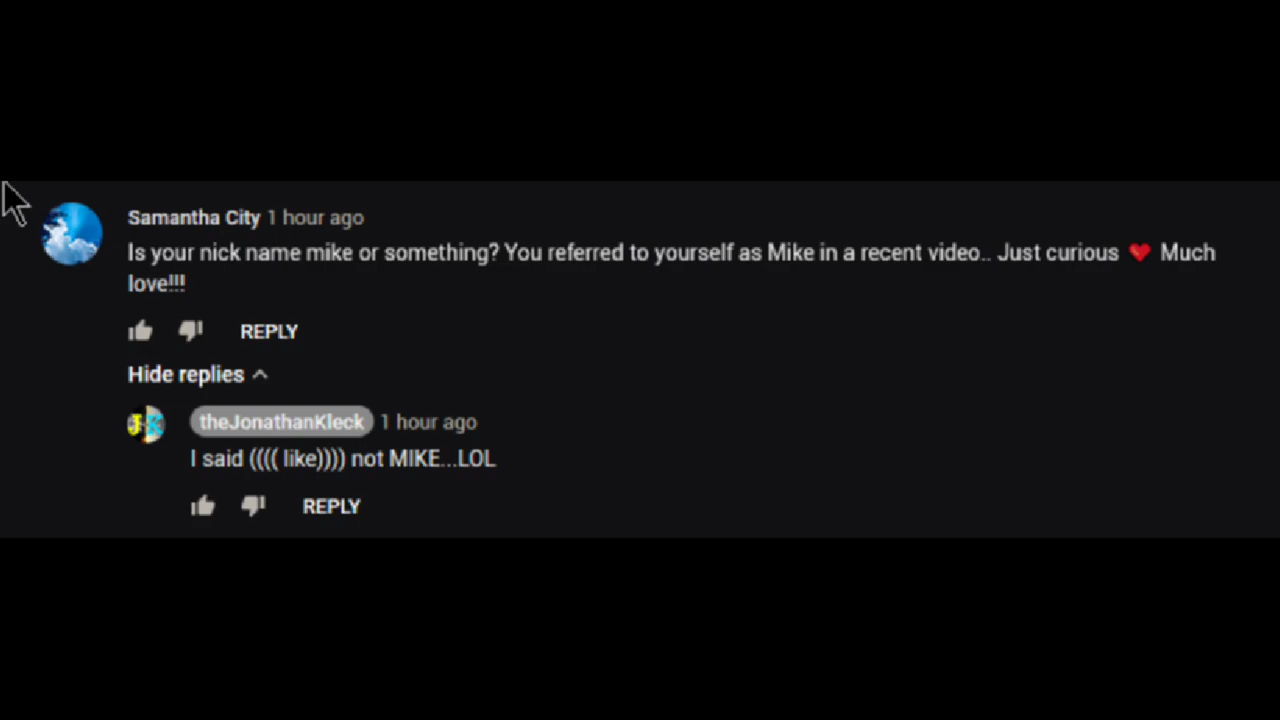 Samantha City 1 hour ago
Is your nick name mike or something? You referred to yourself as Mike in a recent video.. Just curious ❤ Much
love!!!
REPLY
Hide replies
theJonathanKleck 1 hour ago
I said (((( like)))) not MIKE...LOL
REPLY